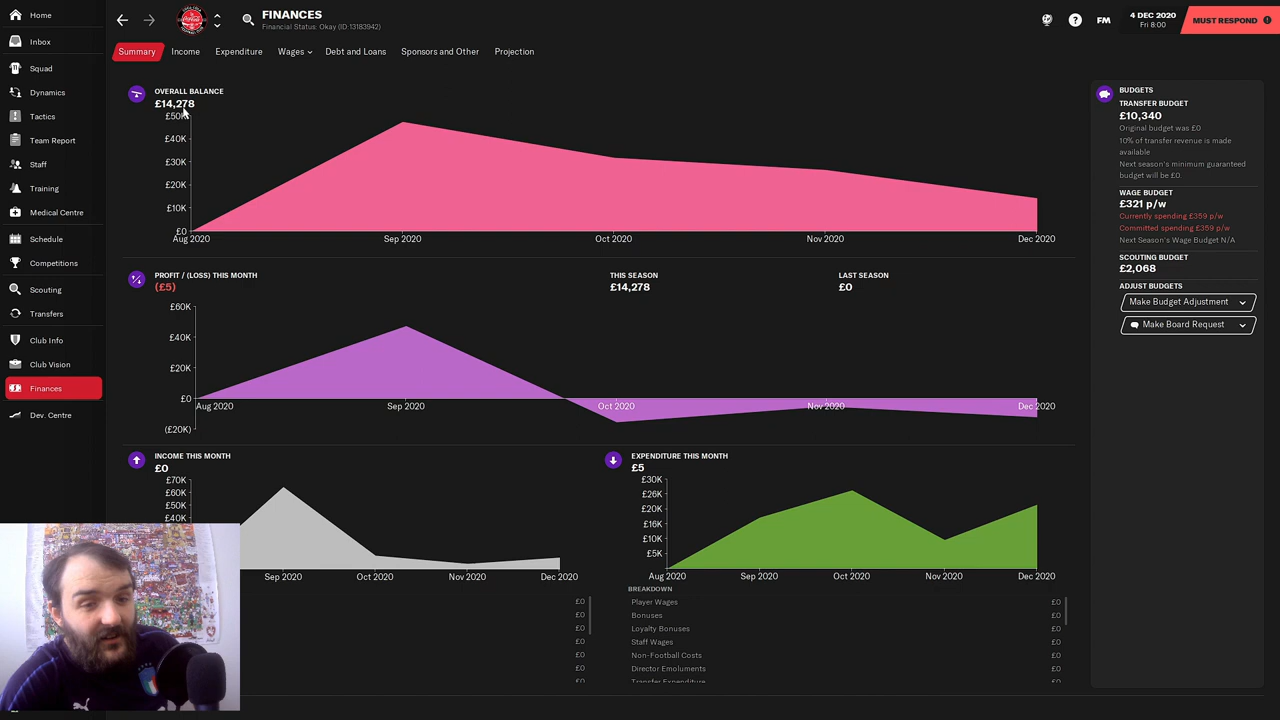 Home
Inbox
Squad
Dynamics
Tactics
Team Report
Staff
Training
Medical Centre
Schedule
Competitions
Scouting
Transfers
Club Info
Club Vision
Finances
Dev. Centre
FINANCES
Financial Status: Okay (ID:13183942)
FM
4 DEC 2020
Fri 8:00
MUST RESPOND
Summary
Income
Expenditure
Wages
Debt and Loans
Sponsors and Other
Projection
OVERALL BALANCE
£14,278
£50K
£40K
£30K
£20K
£10K
£0
Aug 2020
Sep 2020
Oct 2020
Nov 2020
Dec 2020
PROFIT / (LOSS) THIS MONTH
(£5)
THIS SEASON
£14,278
LAST SEASON
£0
£60K
£40K
£20K
£0
(£20K)
Aug 2020
Sep 2020
Oct 2020
Nov 2020
Dec 2020
INCOME THIS MONTH
£0
£70K
£60K
£50K
£40K
Sep 2020
Oct 2020
Nov 2020
Dec 2020
£0
£0
£0
£0
£0
£0
EXPENDITURE THIS MONTH
£5
£30K
£26K
£20K
£16K
£10K
£5K
Aug 2020
Sep 2020
Oct 2020
Nov 2020
Dec 2020
BREAKDOWN
Player Wages £0
Bonuses £0
Loyalty Bonuses £0
Staff Wages £0
Non-Football Costs £0
Director Emoluments £0
Transfer Expenditure £0
BUDGETS
TRANSFER BUDGET
£10,340
Original budget was £0
10% of transfer revenue is made
available
Next season's minimum guaranteed
budget will be £0.
WAGE BUDGET
£321 p/w
Currently spending £359 p/w
Committed spending £359 p/w
Next Season's Wage Budget N/A
SCOUTING BUDGET
£2,068
ADJUST BUDGETS
Make Budget Adjustment
Make Board Request